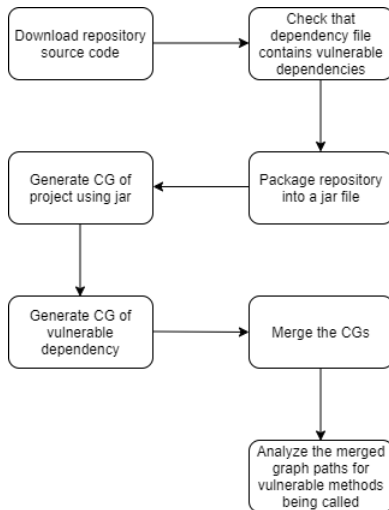 Download repository
source code
Check that
dependency file
contains vulnerable
dependencies
Package repository
into a jar file
Generate CG of
project using jar
Generate CG of
vulnerable
dependency
Merge the CGs
Analyze the merged
graph paths for
vulnerable methods
being called